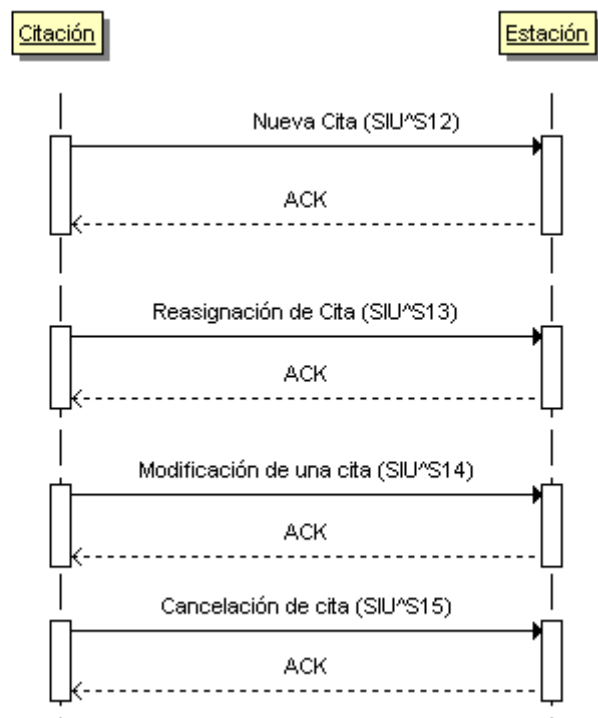 Citación
Estación
Nueva Cita (SIU^S12)
ACK
Reasignación de Cita (SIU^S13)
ACK
Modificación de una cita (SIU^S14)
ACK
Cancelación de cita (SIU^S15)
ACK